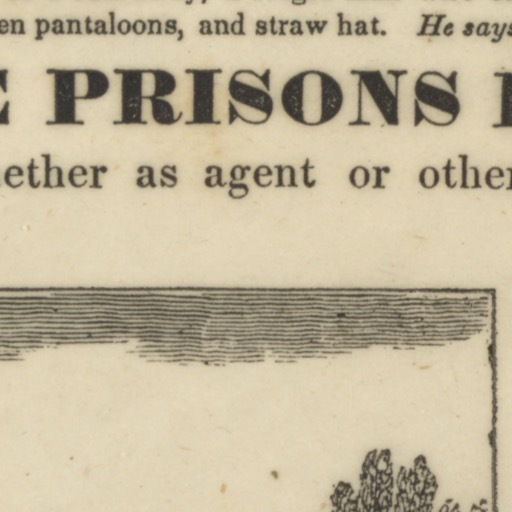 en pantaloons, and straw hat. He says
PRISONS
ether as agent or other